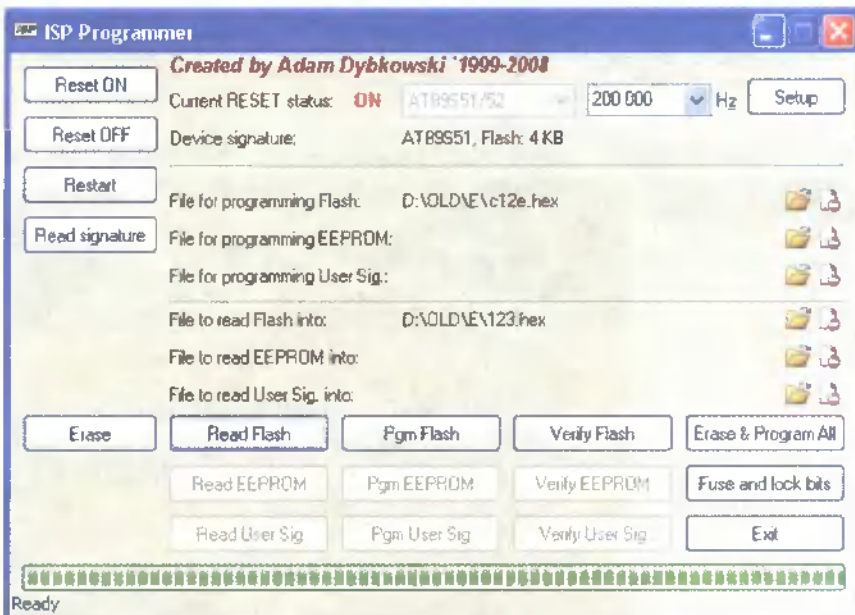 ISP Programmer
Created by Adam Dybkowski '1999-2008
Reset ON
Current RESET status: ON AT89S51/52 200 000 Hz Setup
Reset OFF
Device signature: AT89S51, Flash: 4 KB
Restart
File for programming Flash: D:\OLD\E\c12e.hex
Read signature
File for programming EEPROM:
File for programming User Sig.:
File to read Flash into: D:\OLD\E\123.hex
File to read EEPROM into:
File to read User Sig. into:
Erase Read Flash Pgm Flash Verify Flash Erase & Program All
Read EEPROM Pgm EEPROM Verify EEPROM Fuse and lock bits
Read User Sig Pgm User Sig Verify User Sig Exit
Ready